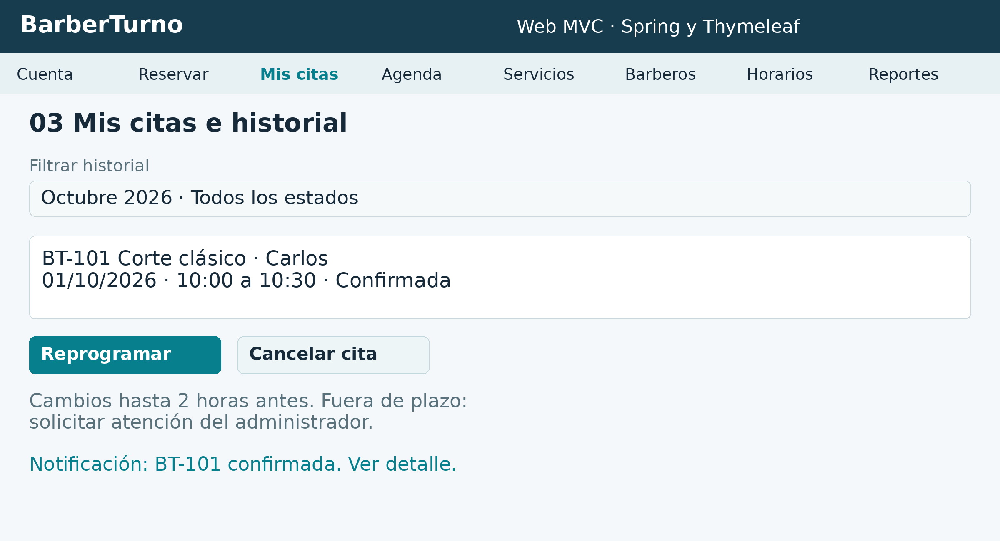 BarberTurno
Web MVC · Spring y Thymeleaf
Cuenta Reservar Mis citas Agenda Servicios Barberos Horarios Reportes
03 Mis citas e historial
Filtrar historial
Octubre 2026 · Todos los estados
BT-101 Corte clásico · Carlos
01/10/2026 · 10:00 a 10:30 · Confirmada
Reprogramar Cancelar cita
Cambios hasta 2 horas antes. Fuera de plazo:
solicitar atención del administrador.
Notificación: BT-101 confirmada. Ver detalle.